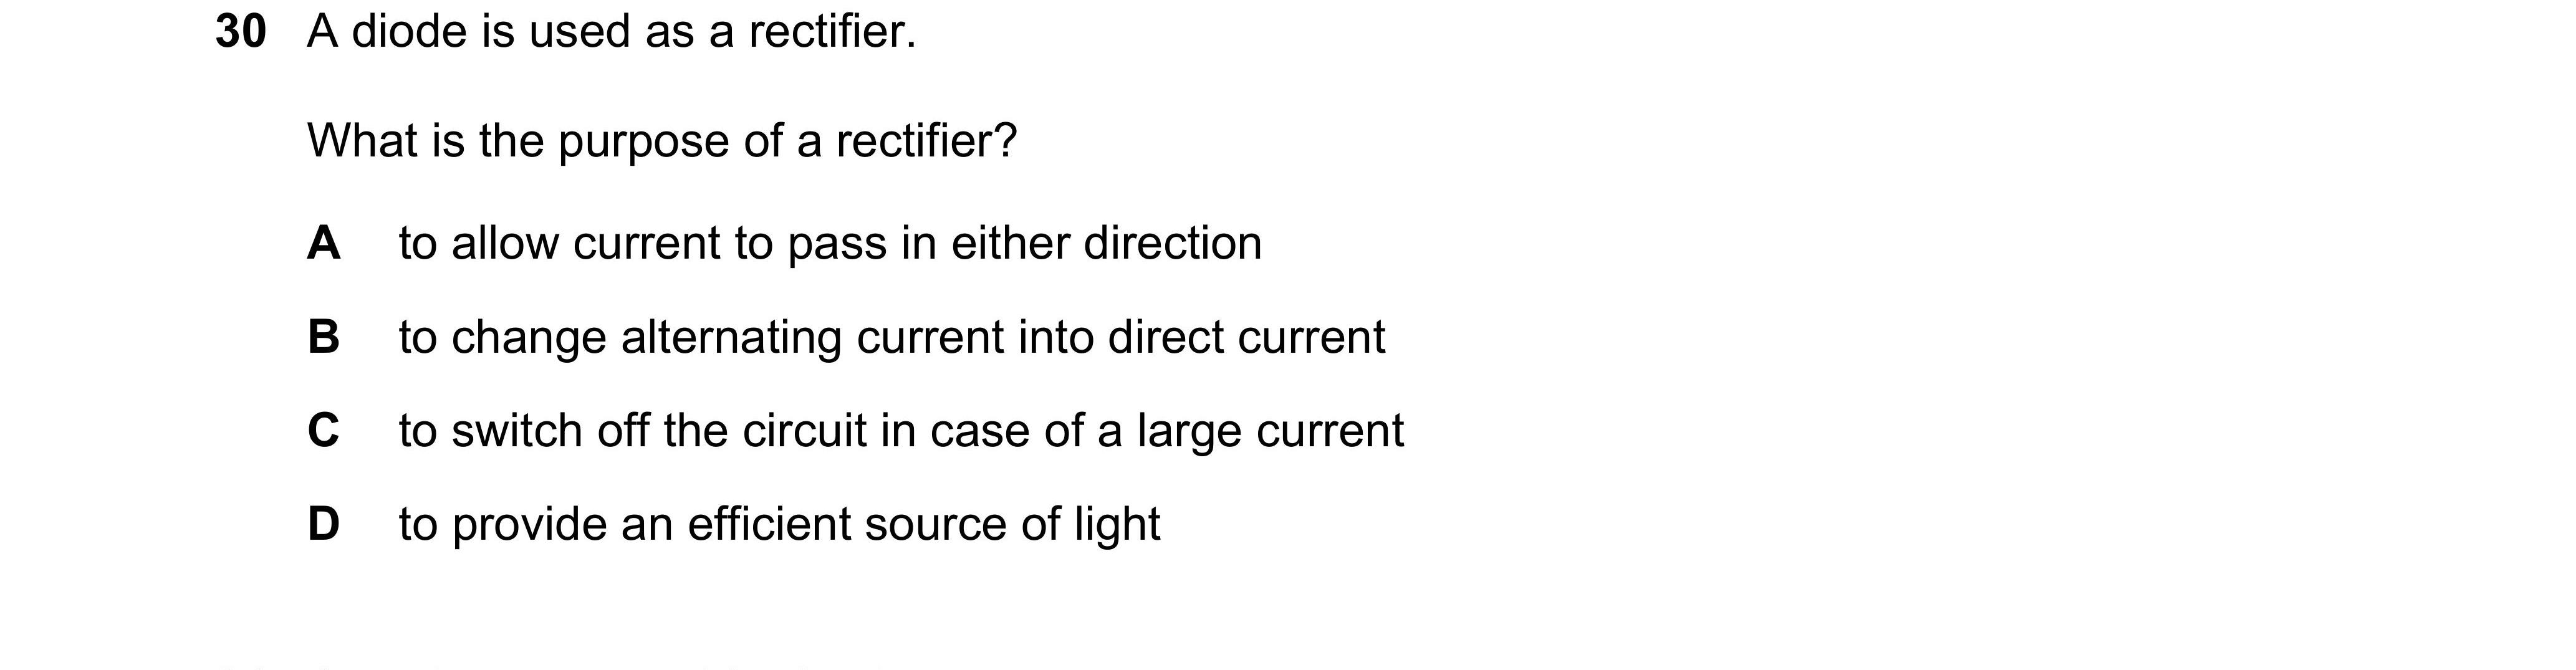 30 A diode is used as a rectifier.
What is the purpose of a rectifier?
A to allow current to pass in either direction
B to change alternating current into direct current
C to switch off the circuit in case of a large current
D to provide an efficient source of light